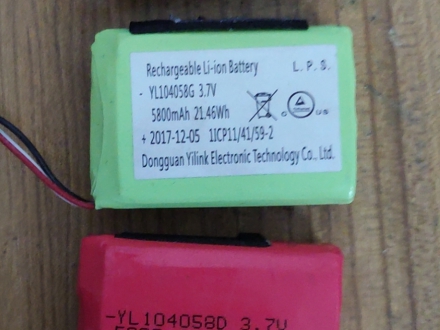 Rechargeable Li-ion Battery L. P. S.
- YL104058G 3.7V
5800mAh 21.46Wh
+ 2017-12-05 1ICP11/41/59-2
Dongguan Yilink Electronic Technology Co., Ltd.
-YL104058D 3.7V